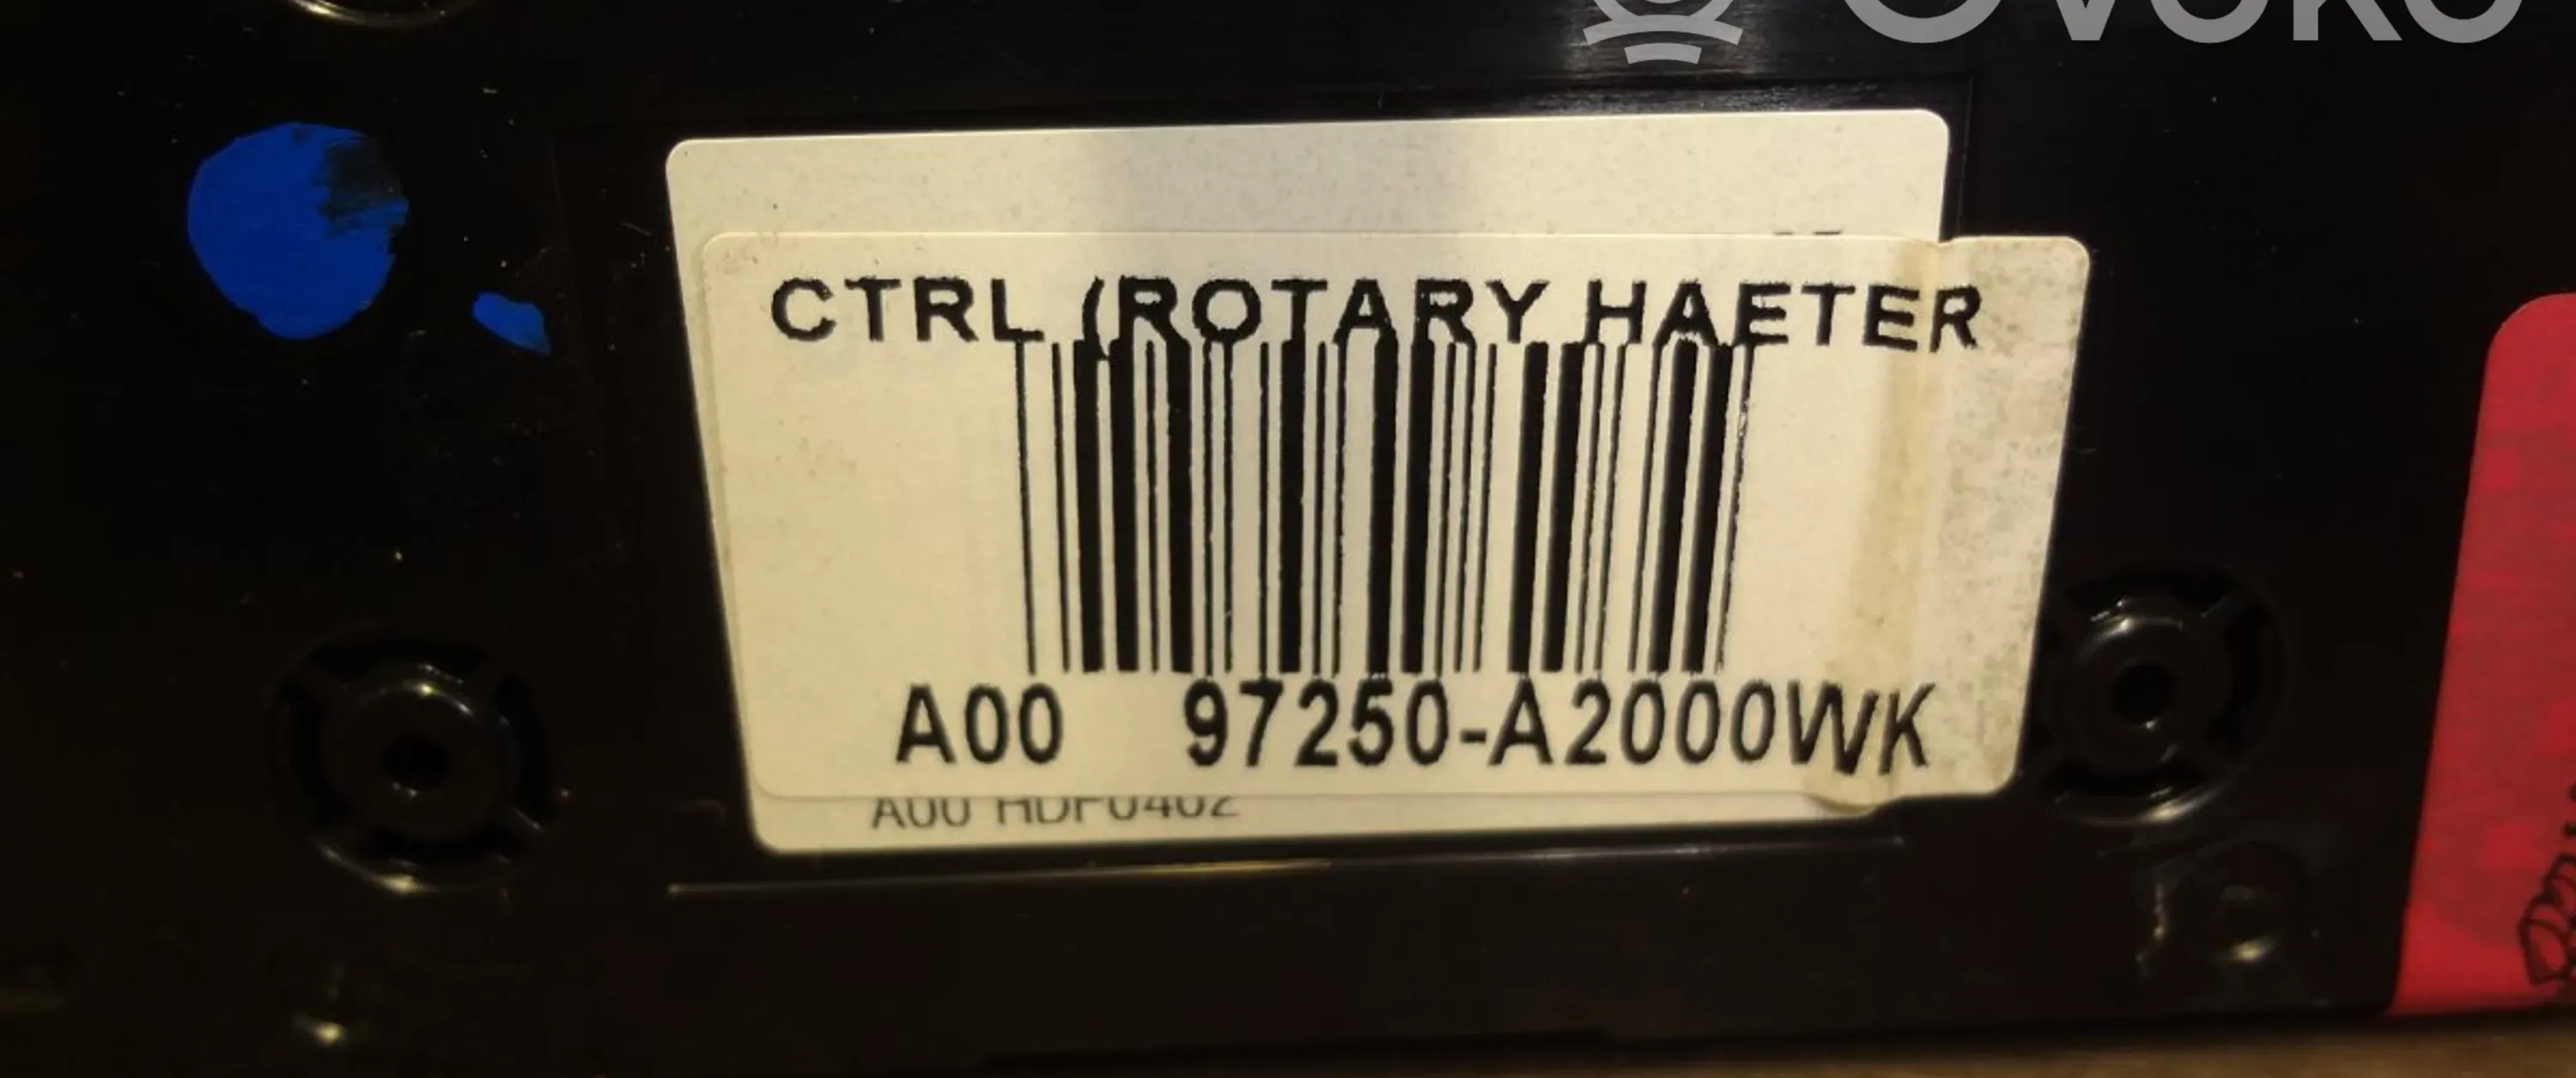 CTRL (ROTARY HAETER
A00 97250-A2000WK
A00 HDF0402